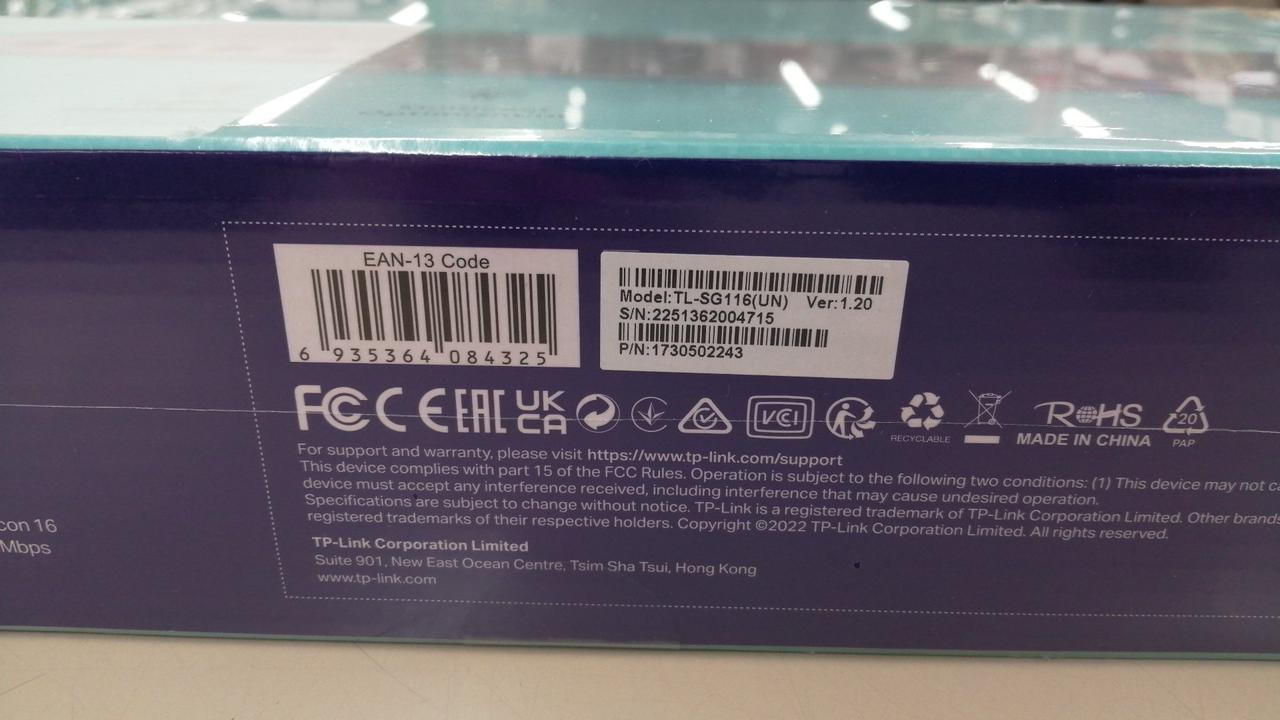 EAN-13 Code
6 935364 084325
Model:TL-SG116(UN) Ver:1.20
S/N:2251362004715
P/N:1730502243
FC CE EAC UK CA VCCI RECYCLABLE RoHS 20 PAP
MADE IN CHINA
For support and warranty, please visit https://www.tp-link.com/support
This device complies with part 15 of the FCC Rules. Operation is subject to the following two conditions: (1) This device may not ca
device must accept any interference received, including interference that may cause undesired operation.
Specifications are subject to change without notice. TP-Link is a registered trademark of TP-Link Corporation Limited. Other brand
registered trademarks of their respective holders. Copyright ©2022 TP-Link Corporation Limited. All rights reserved.
TP-Link Corporation Limited
Suite 901, New East Ocean Centre, Tsim Sha Tsui, Hong Kong
www.tp-link.com
con 16
Mbps